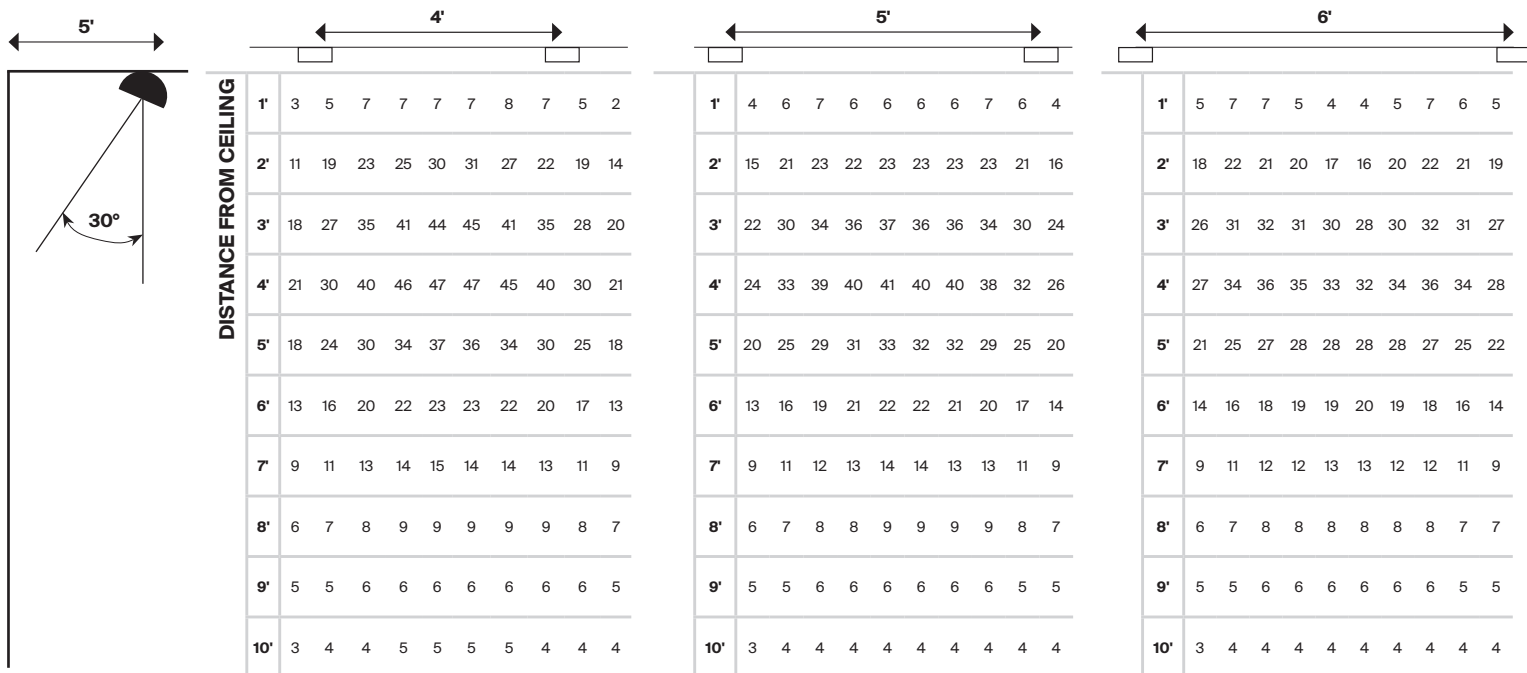 5'
30°
DISTANCE FROM CEILING
4'
1' 3 5 7 7 7 7 8 7 5 2
2' 11 19 23 25 30 31 27 22 19 14
3' 18 27 35 41 44 45 41 35 28 20
4' 21 30 40 46 47 47 45 40 30 21
5' 18 24 30 34 37 36 34 30 25 18
6' 13 16 20 22 23 23 22 20 17 13
7' 9 11 13 14 15 14 14 13 11 9
8' 6 7 8 9 9 9 9 9 8 7
9' 5 5 6 6 6 6 6 6 6 5
10' 3 4 4 5 5 5 5 4 4 4
5'
1' 4 6 7 6 6 6 6 7 6 4
2' 15 21 23 22 23 23 23 23 21 16
3' 22 30 34 36 37 36 36 34 30 24
4' 24 33 39 40 41 40 40 38 32 26
5' 20 25 29 31 33 32 32 29 25 20
6' 13 16 19 21 22 22 21 20 17 14
7' 9 11 12 13 14 14 13 13 11 9
8' 6 7 8 8 9 9 9 9 8 7
9' 5 5 6 6 6 6 6 6 5 5
10' 3 4 4 4 4 4 4 4 4 4
6'
1' 5 7 7 5 4 4 5 7 6 5
2' 18 22 21 20 17 16 20 22 21 19
3' 26 31 32 31 30 28 30 32 31 27
4' 27 34 36 35 33 32 34 36 34 28
5' 21 25 27 28 28 28 28 27 25 22
6' 14 16 18 19 19 20 19 18 16 14
7' 9 11 12 12 13 13 12 12 11 9
8' 6 7 8 8 8 8 8 8 7 7
9' 5 5 6 6 6 6 6 6 5 5
10' 3 4 4 4 4 4 4 4 4 4